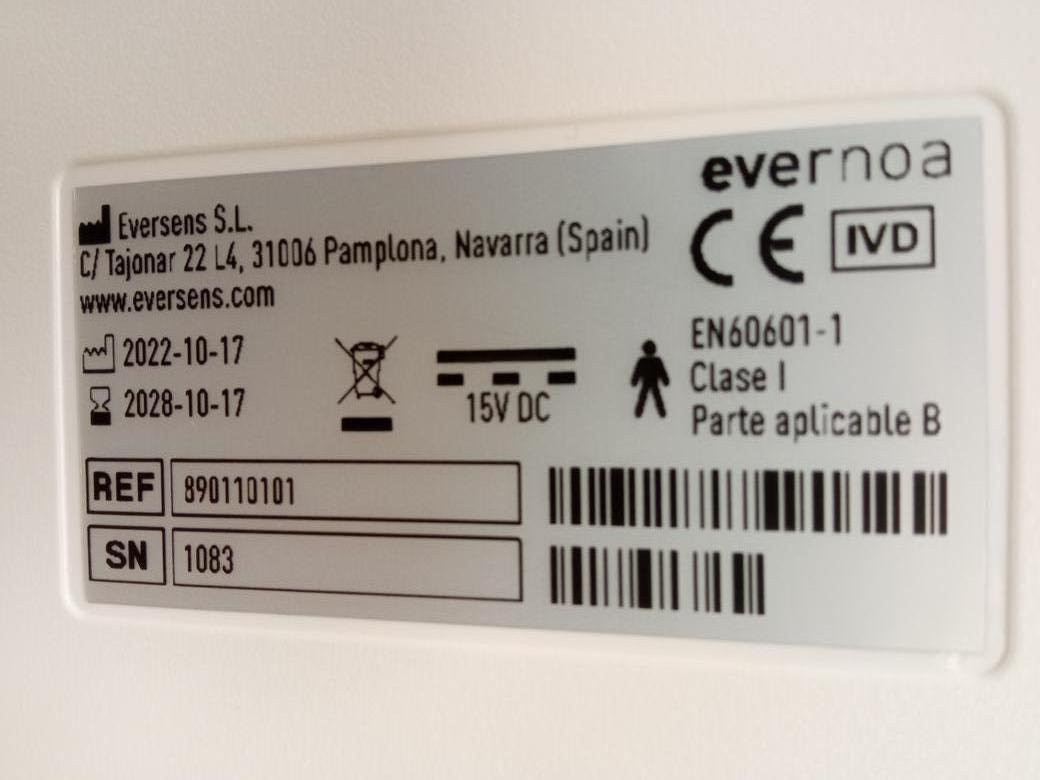 evernoa
Eversens S.L.
C/ Tajonar 22 L4, 31006 Pamplona, Navarra (Spain)
www.eversens.com
CE IVD
2022-10-17
2028-10-17
15V DC
EN60601-1
Clase I
Parte aplicable B
REF 890110101
SN 1083